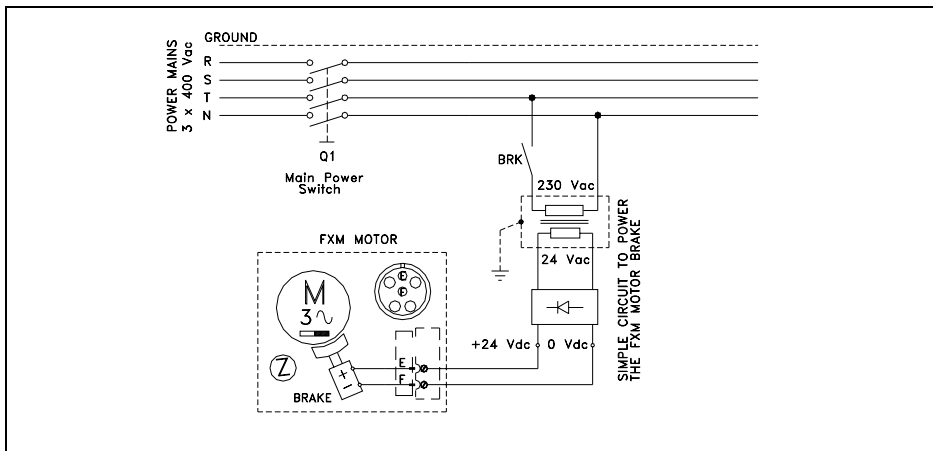 POWER MAINS
3 x 400 Vac
GROUND
R
S
T
N
Q1
Main Power
Switch
BRK
230 Vac
24 Vac
SIMPLE CIRCUIT TO POWER
THE FXM MOTOR BRAKE
FXM MOTOR
M
3
E
F
Z
+
-
BRAKE
E
F
+24 Vdc
0 Vdc